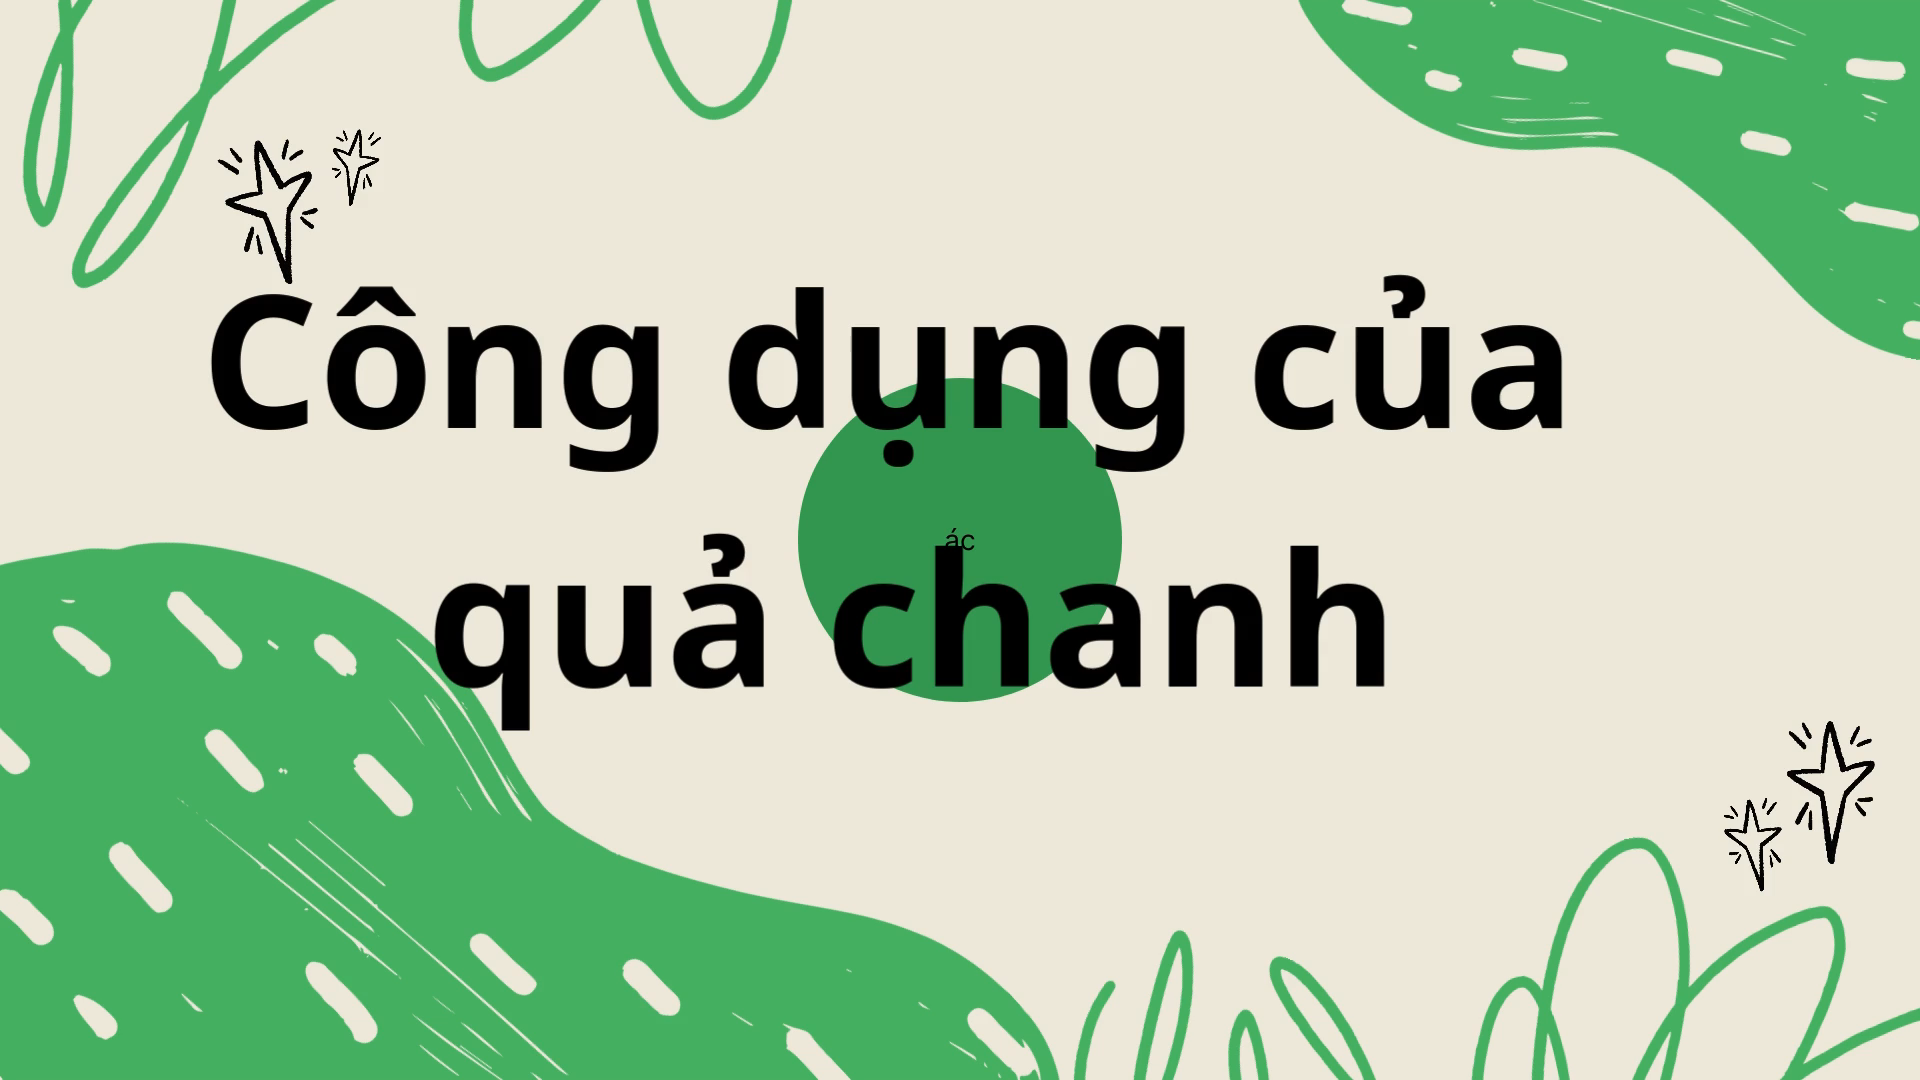 Công dụng của
ác
quả chanh